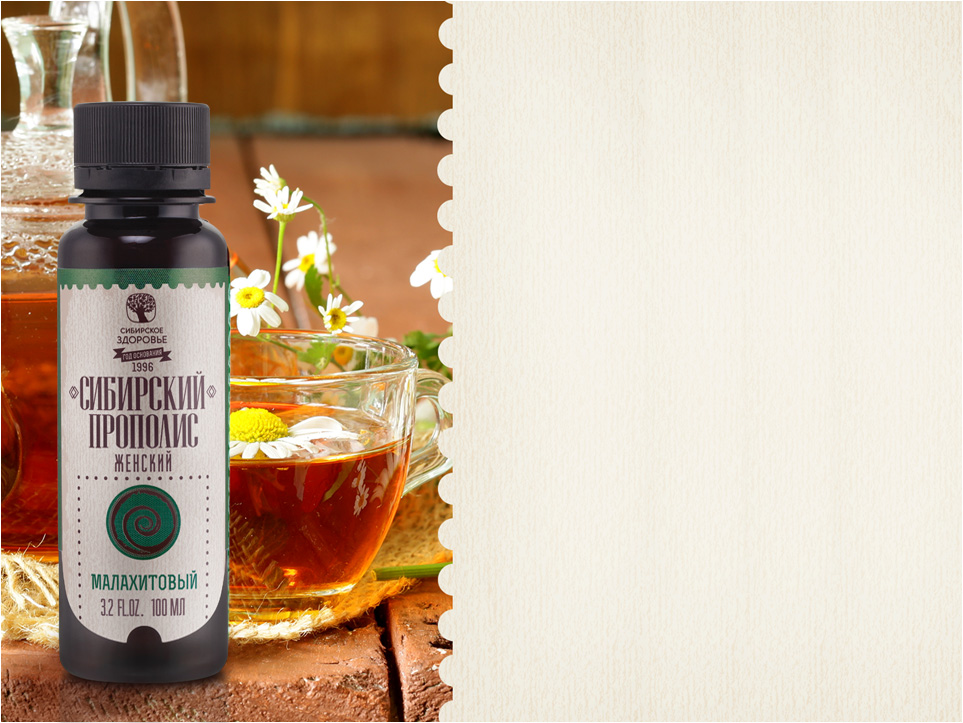 СИБИРСКОЕ
ЗДОРОВЬЕ
ГОД ОСНОВАНИЯ
1996
СИБИРСКИЙ
ПРОПОЛИС
ЖЕНСКИЙ
МАЛАХИТОВЫЙ
3.2 FL.OZ. 100 МЛ